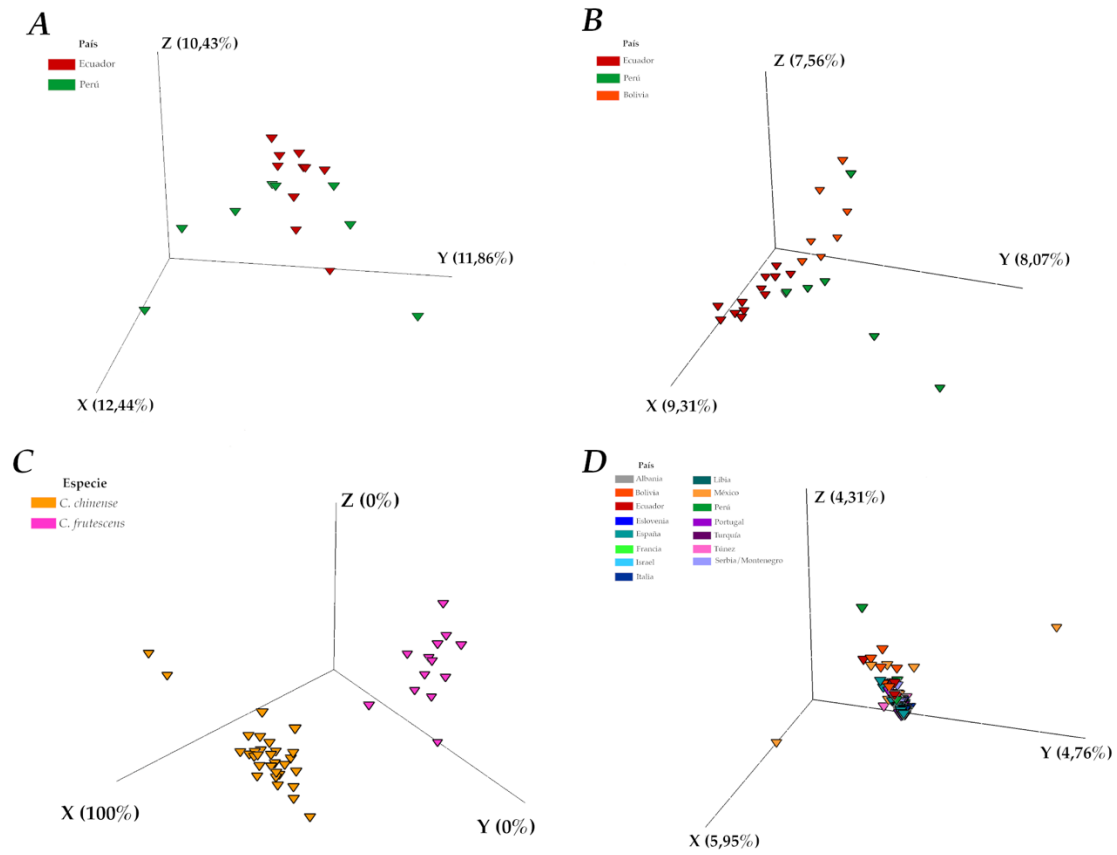 A
Z (10,43%)
País
Ecuador
Perú
Y (11,86%)
X (12,44%)
B
Z (7,56%)
País
Ecuador
Perú
Bolivia
Y (8,07%)
X (9,31%)
C
Especie
C. chinense
C. frutescens
Z (0%)
X (100%)
Y (0%)
D
País
Albania
Bolivia
Ecuador
Eslovenia
España
Francia
Israel
Italia
Libia
México
Perú
Portugal
Turquía
Túnez
Serbia/Montenegro
Z (4,31%)
Y (4,76%)
X (5,95%)